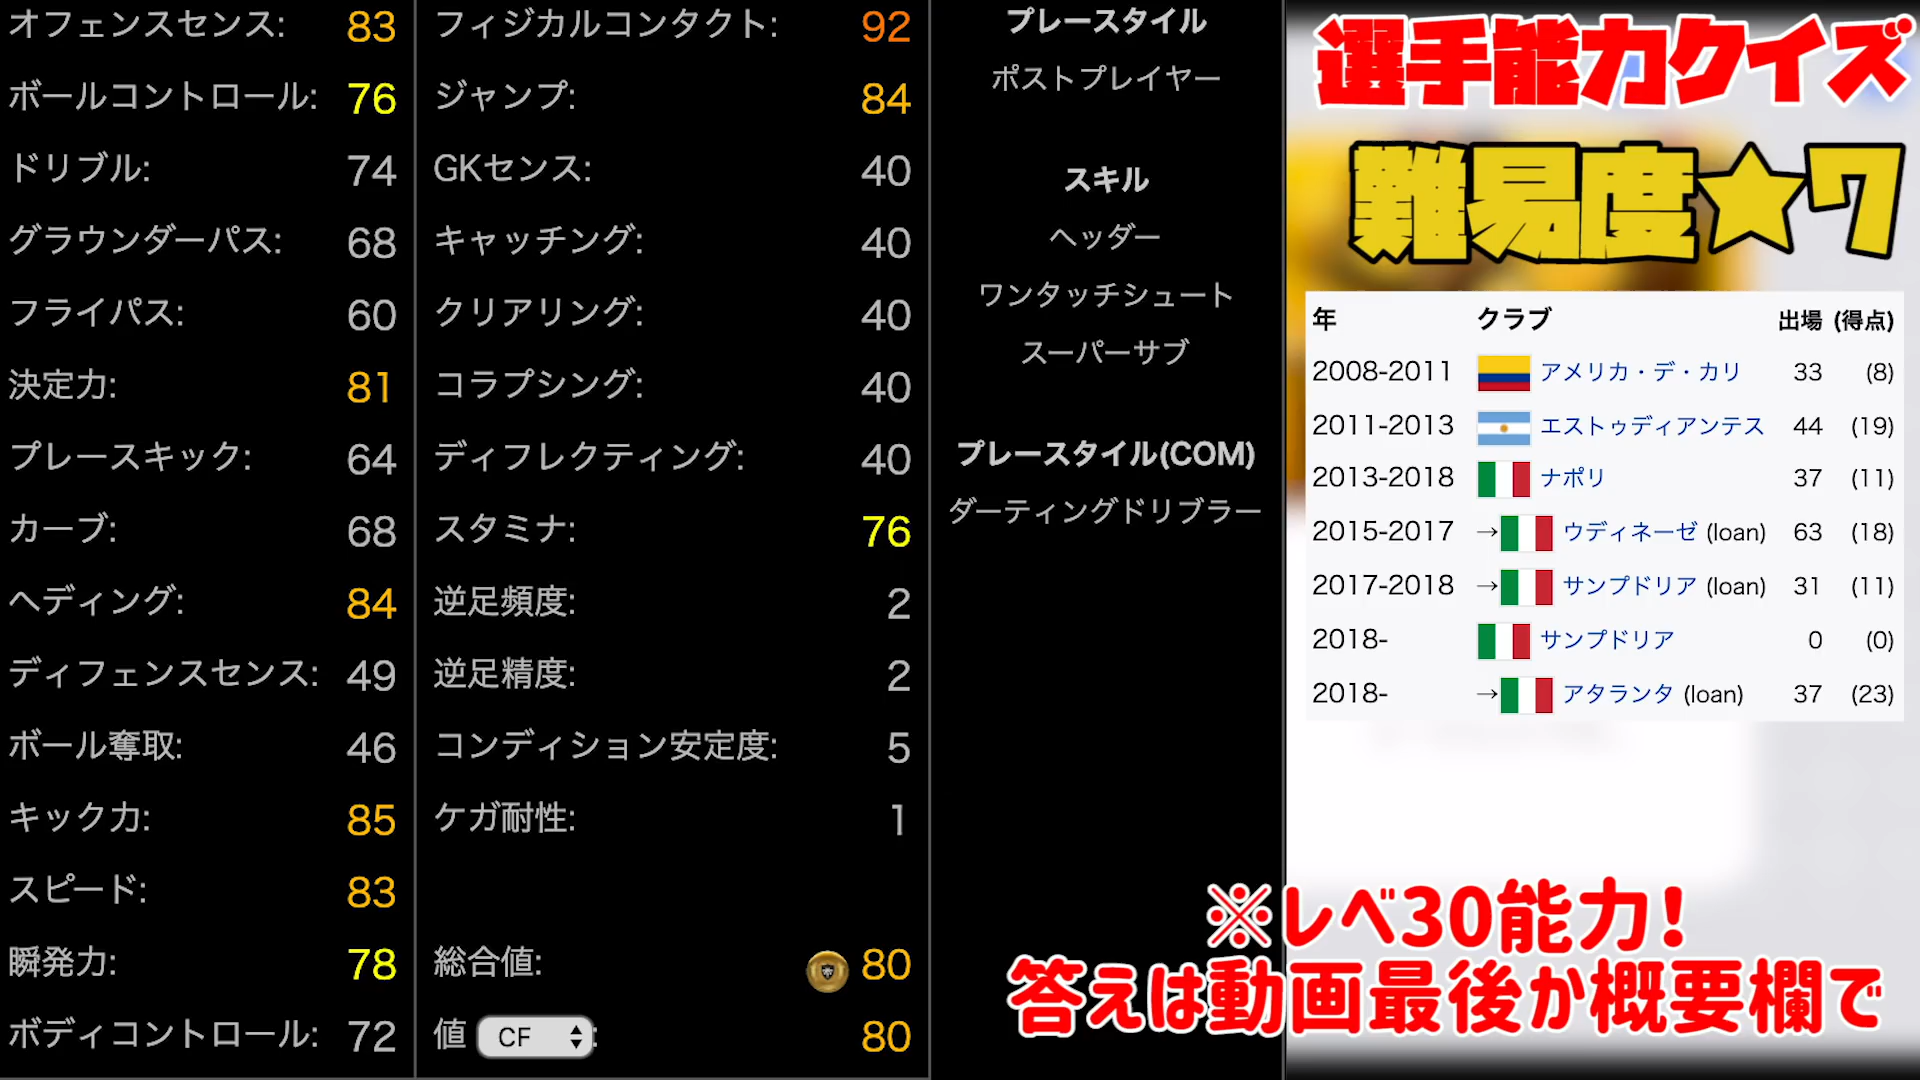 オフェンスセンス: 83
ボールコントロール: 76
ドリブル: 74
グラウンダーパス: 68
フライパス: 60
決定力: 81
プレースキック: 64
カーブ: 68
ヘディング: 84
ディフェンスセンス: 49
ボール奪取: 46
キック力: 85
スピード: 83
瞬発力: 78
ボディコントロール: 72
フィジカルコンタクト: 92
ジャンプ: 84
GKセンス: 40
キャッチング: 40
クリアリング: 40
コラプシング: 40
ディフレクティング: 40
スタミナ: 76
逆足頻度: 2
逆足精度: 2
コンディション安定度: 5
ケガ耐性: 1
総合値: 80
値 CF : 80
プレースタイル
ポストプレイヤー
スキル
ヘッダー
ワンタッチシュート
スーパーサブ
プレースタイル(COM)
ダーティングドリブラー
選手能力クイズ
難易度★7
年 クラブ 出場 (得点)
2008-2011 アメリカ・デ・カリ 33 (8)
2011-2013 エストゥディアンテス 44 (19)
2013-2018 ナポリ 37 (11)
2015-2017 →ウディネーゼ (loan) 63 (18)
2017-2018 →サンプドリア (loan) 31 (11)
2018- サンプドリア 0 (0)
2018- →アタランタ (loan) 37 (23)
※レベ30能力!
答えは動画最後か概要欄で